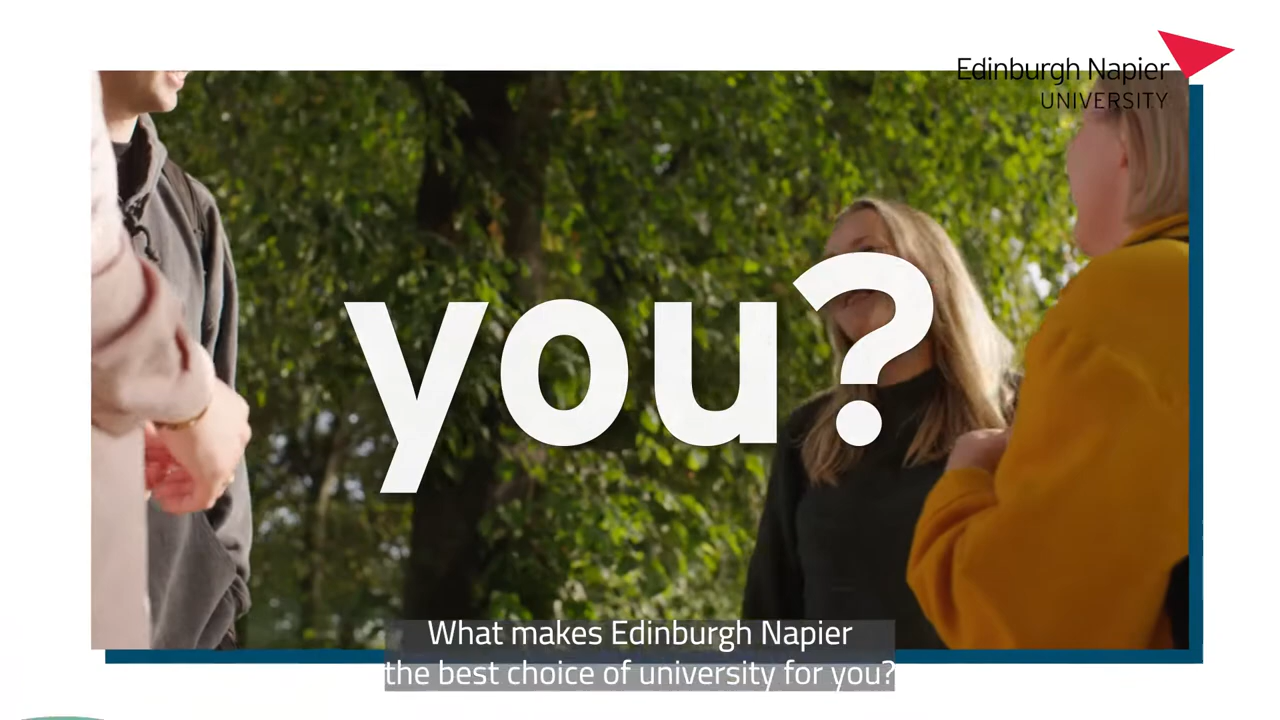 Edinburgh Napier
UNIVERSITY
you?
What makes Edinburgh Napier
the best choice of university for you?